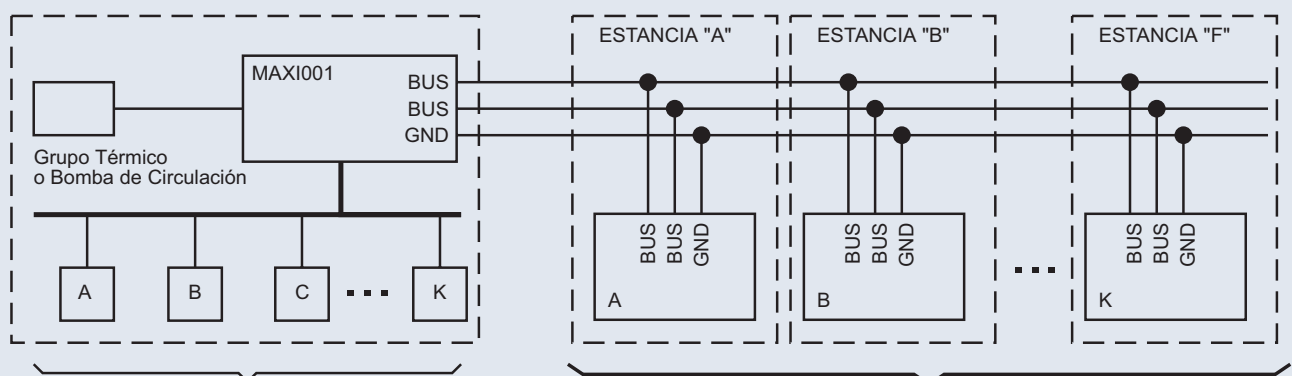 MAXI001
BUS
BUS
GND
Grupo Térmico
o Bomba de Circulación
A
B
C
K
ESTANCIA "A"
BUS
BUS
GND
A
ESTANCIA "B"
BUS
BUS
GND
B
ESTANCIA "F"
BUS
BUS
GND
K